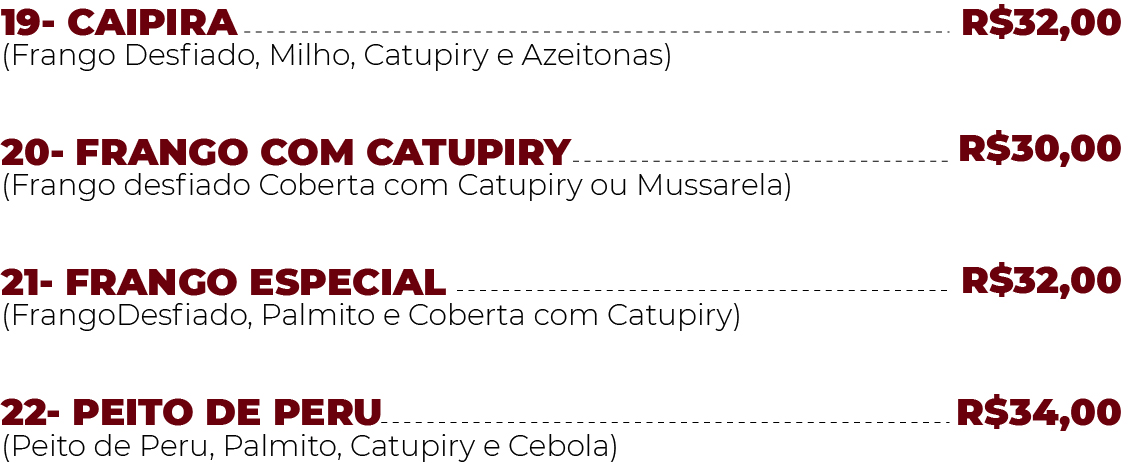 19- CAIPIRA R$32,00
(Frango Desfiado, Milho, Catupiry e Azeitonas)
20- FRANGO COM CATUPIRY R$30,00
(Frango desfiado Coberta com Catupiry ou Mussarela)
21- FRANGO ESPECIAL R$32,00
(FrangoDesfiado, Palmito e Coberta com Catupiry)
22- PEITO DE PERU R$34,00
(Peito de Peru, Palmito, Catupiry e Cebola)